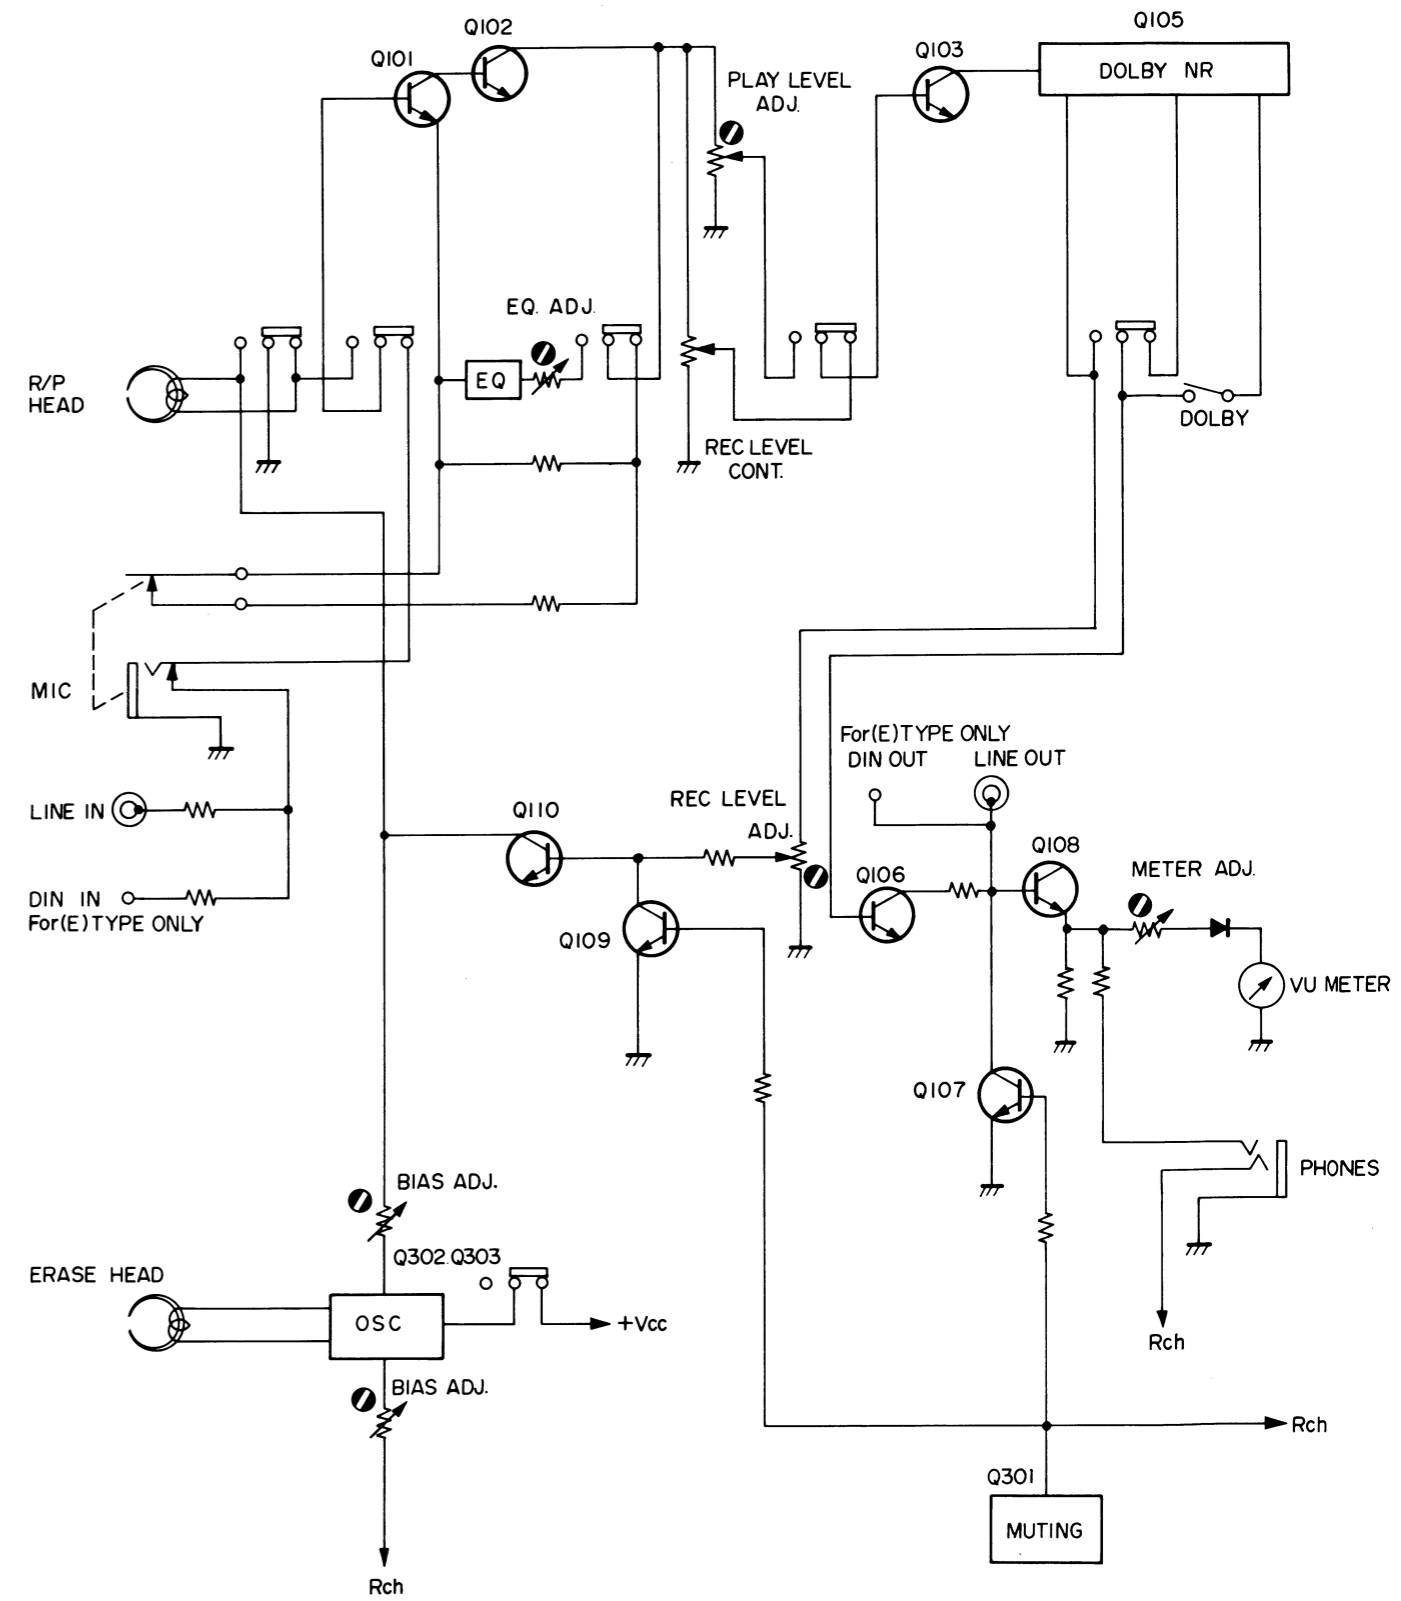 Q105
Q102
Q101
Q103
DOLBY NR
PLAY LEVEL
ADJ.
EQ. ADJ.
R/P
HEAD
EQ
DOLBY
REC LEVEL
CONT.
MIC
For(E)TYPE ONLY
DIN OUT
LINE OUT
LINE IN
Q110
REC LEVEL
ADJ.
Q108
Q106
METER ADJ.
DIN IN
For(E)TYPE ONLY
Q109
VU METER
Q107
BIAS ADJ.
PHONES
Q302.Q303
ERASE HEAD
OSC
+Vcc
Rch
BIAS ADJ.
Rch
Q301
MUTING
Rch